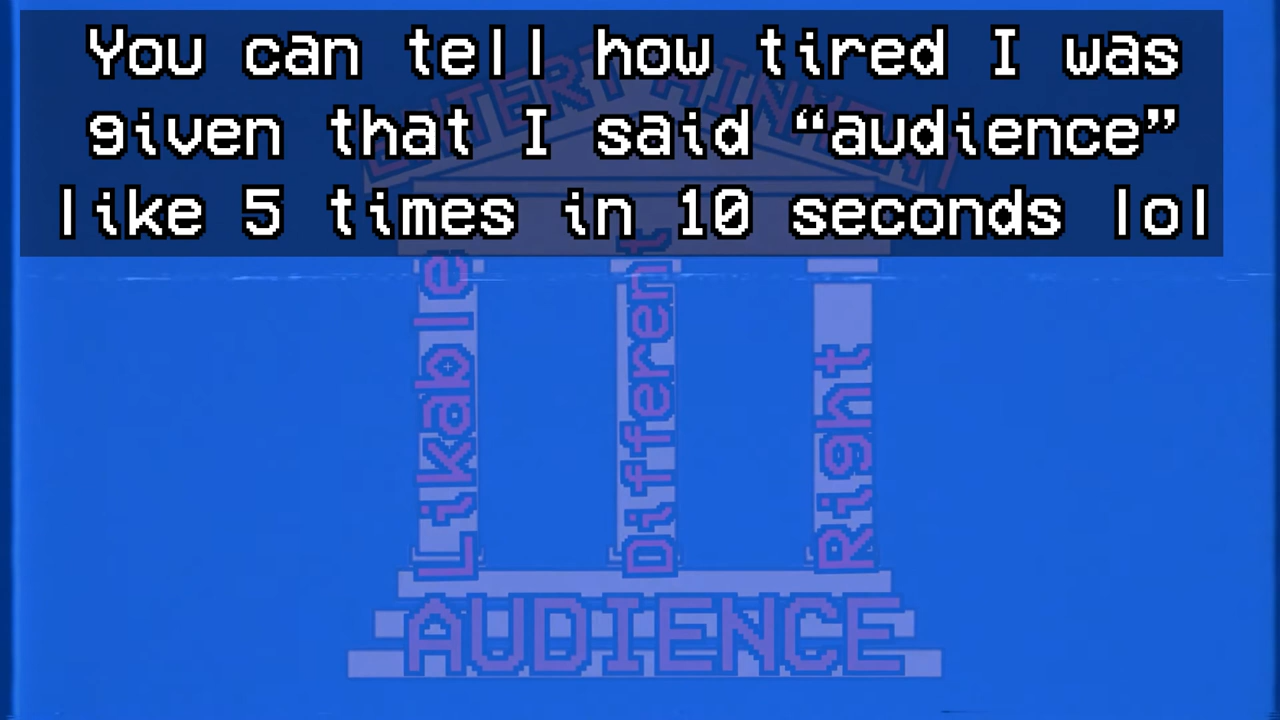 You can tell how tired I was
given that I said “audience”
like 5 times in 10 seconds lol
ENTERTAINMENT
Likable
Different
Right
AUDIENCE